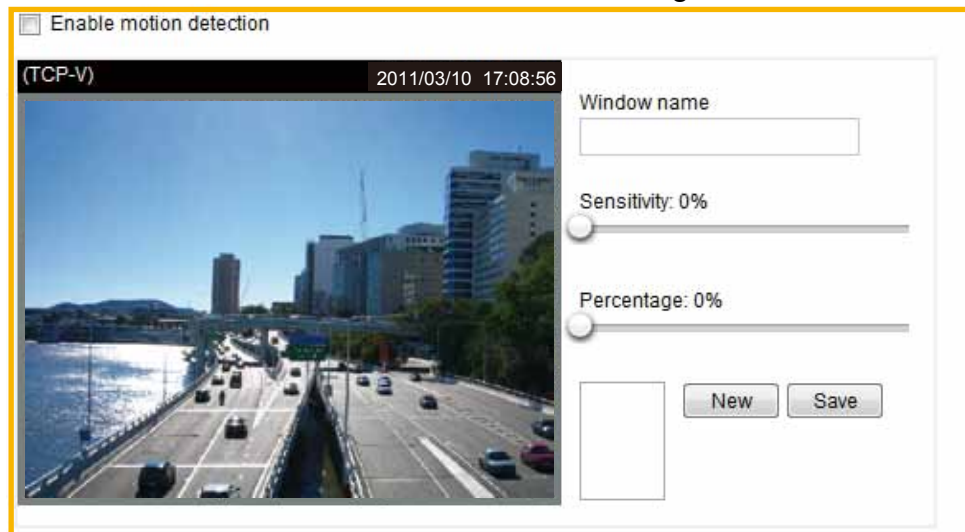 Enable motion detection
(TCP-V) 2011/03/10 17:08:56
Window name
Sensitivity: 0%
Percentage: 0%
New Save